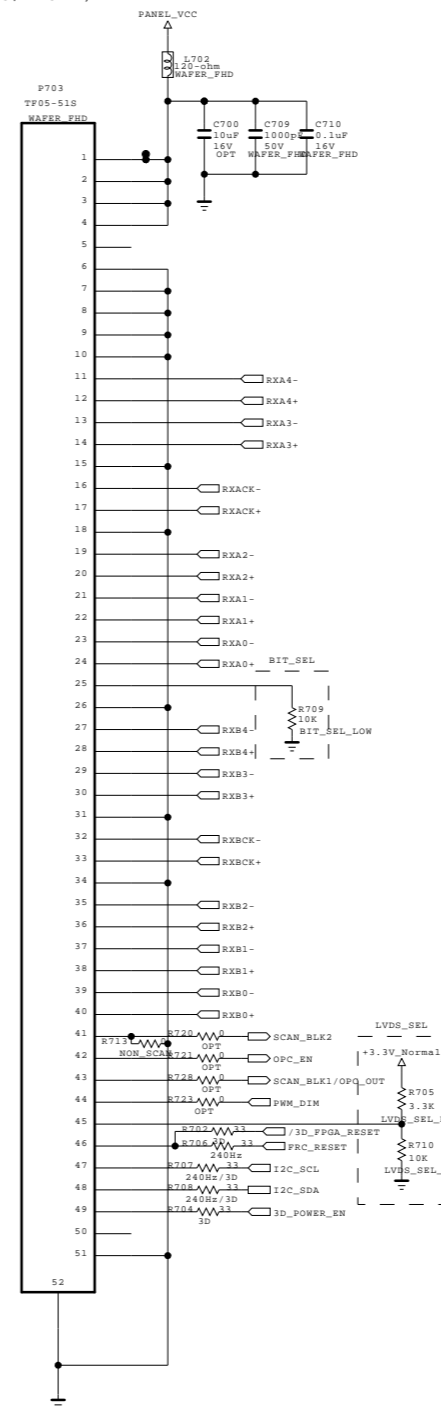 PANEL_VCC
L702
120-ohm
WAFER_FHD
P703
TF05-51S
WAFER_FHD
C700
10uF
16V
OPT
C709
1000pF
50V
WAFER_FHD
C710
0.1uF
16V
WAFER_FHD
1
2
3
4
5
6
7
8
9
10
11 RXA4-
12 RXA4+
13 RXA3-
14 RXA3+
15
16 RXACK-
17 RXACK+
18
19 RXA2-
20 RXA2+
21 RXA1-
22 RXA1+
23 RXA0-
24 RXA0+
BIT_SEL
25
R709
10K
BIT_SEL_LOW
26
27 RXB4-
28 RXB4+
29 RXB3-
30 RXB3+
31
32 RXBCK-
33 RXBCK+
34
35 RXB2-
36 RXB2+
37 RXB1-
38 RXB1+
39 RXB0-
40 RXB0+
41 R720 0 SCAN_BLK2
OPT
R713 0
NON_SCAN
42 R721 0 OPC_EN
OPT
43 R728 0 SCAN_BLK1/OPC_OUT
OPT
44 R723 0 PWM_DIM
OPT
45
R702 33 /3D_FPGA_RESET
3D
46 R706 33 FRC_RESET
240Hz
47 R707 33 I2C_SCL
240Hz/3D
48 R708 33 I2C_SDA
240Hz/3D
49 R704 33 3D_POWER_EN
3D
50
51
52
LVDS_SEL
+3.3V_Normal
R705
3.3K
R710
10K